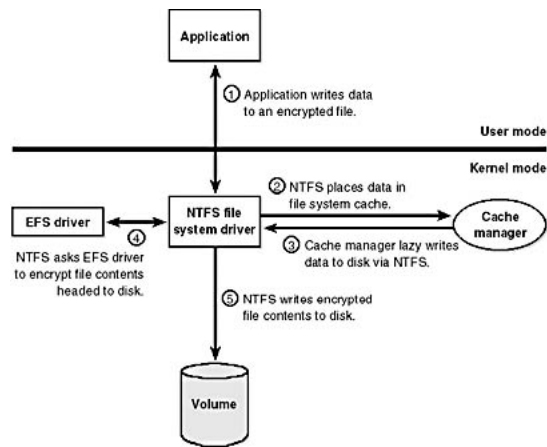 Application
① Application writes data
to an encrypted file.
User mode
Kernel mode
② NTFS places data in
file system cache.
EFS driver
NTFS file
system driver
Cache
manager
④
③ Cache manager lazy writes
data to disk via NTFS.
NTFS asks EFS driver
to encrypt file contents
headed to disk.
⑤ NTFS writes encrypted
file contents to disk.
Volume